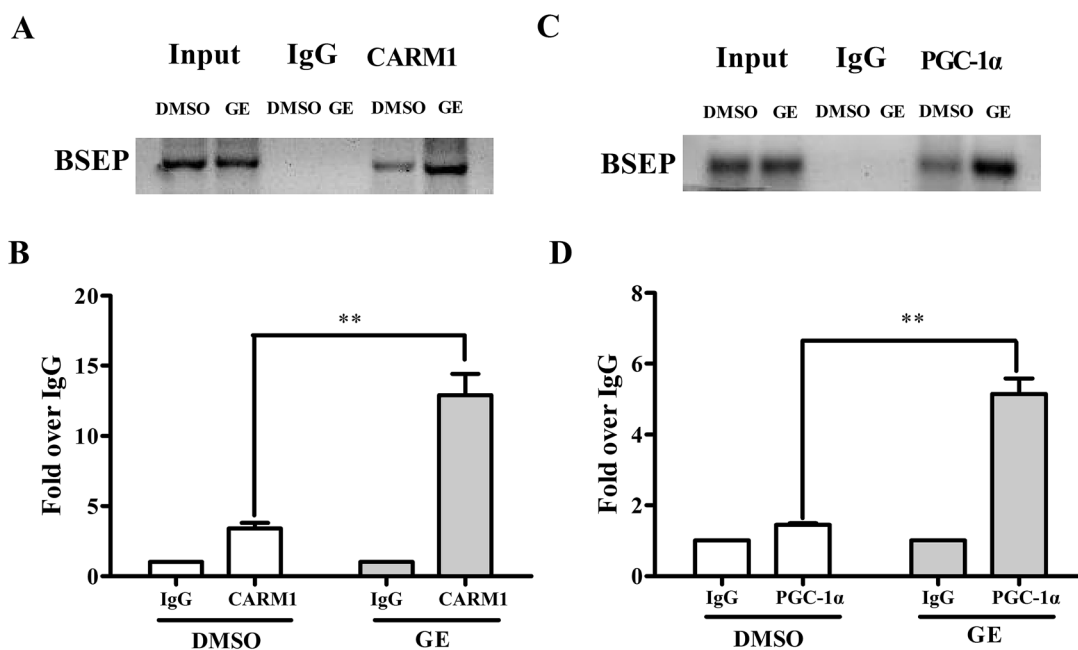 A
Input IgG CARM1
DMSO GE DMSO GE DMSO GE
BSEP
C
Input IgG PGC-1α
DMSO GE DMSO GE DMSO GE
BSEP
B
Fold over IgG
20
15
10
5
0
**
IgG CARM1 IgG CARM1
DMSO GE
D
Fold over IgG
8
6
4
2
0
**
IgG PGC-1α IgG PGC-1α
DMSO GE